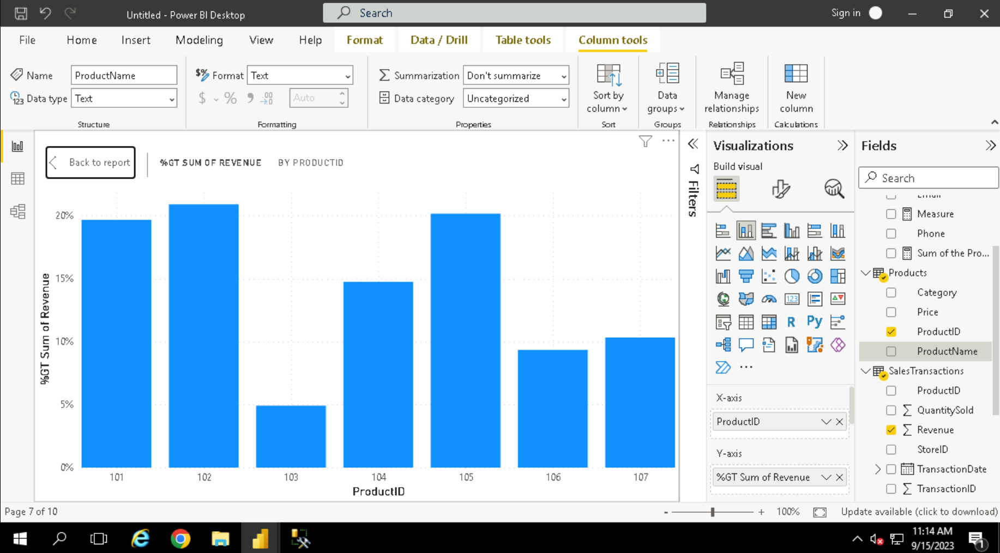 Untitled - Power BI Desktop
Search
Sign in
File
Home
Insert
Modeling
View
Help
Format
Data / Drill
Table tools
Column tools
Name
ProductName
Data type
Text
Structure
$%
Format
Text
$
%
Auto
Formatting
Summarization
Don't summarize
Data category
Uncategorized
Properties
Sort by
column
Sort
Data
groups
Groups
Manage
relationships
Relationships
New
column
Calculations
Back to report
%GT SUM OF REVENUE
BY PRODUCTID
%GT Sum of Revenue
20%
15%
10%
5%
0%
101
102
103
104
105
106
107
ProductID
Filters
Visualizations
Build visual
123
R
Py
X-axis
ProductID
Y-axis
%GT Sum of Revenue
Fields
Search
Measure
Phone
Sum of the Pro...
Products
Category
Price
ProductID
ProductName
SalesTransactions
ProductID
QuantitySold
Revenue
StoreID
TransactionDate
TransactionID
Page 7 of 10
- + 100%
Update available (click to download)
11:14 AM
9/15/2023
1